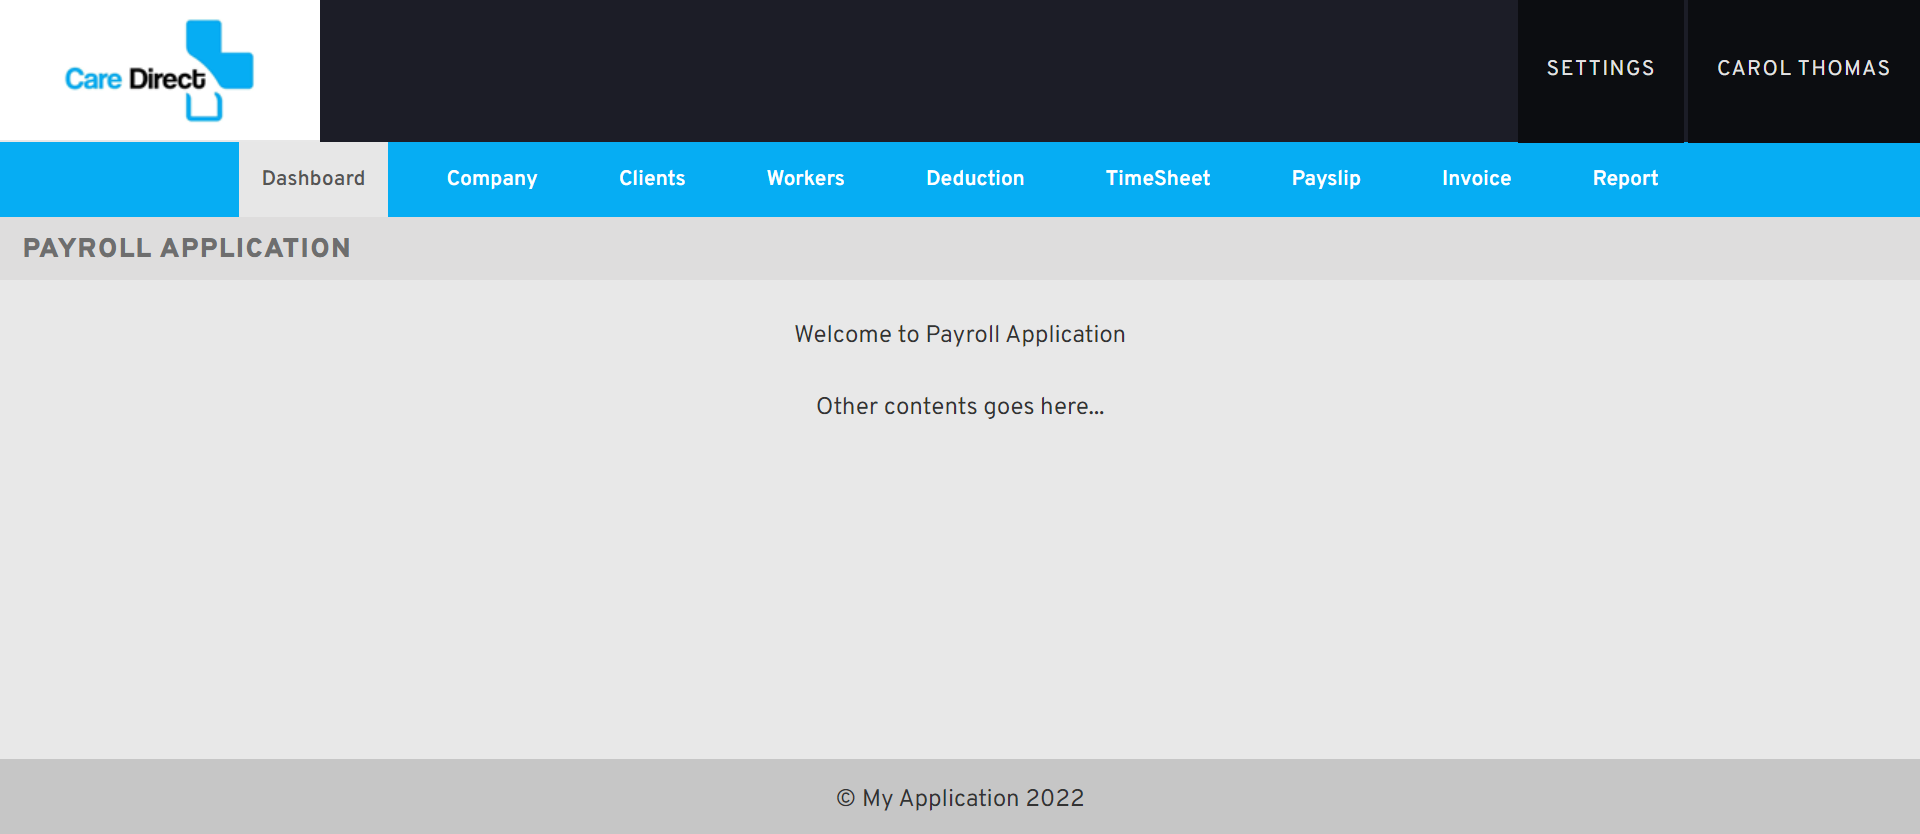 Care Direct
SETTINGS
CAROL THOMAS
Dashboard
Company
Clients
Workers
Deduction
TimeSheet
Payslip
Invoice
Report
PAYROLL APPLICATION
Welcome to Payroll Application
Other contents goes here...
© My Application 2022